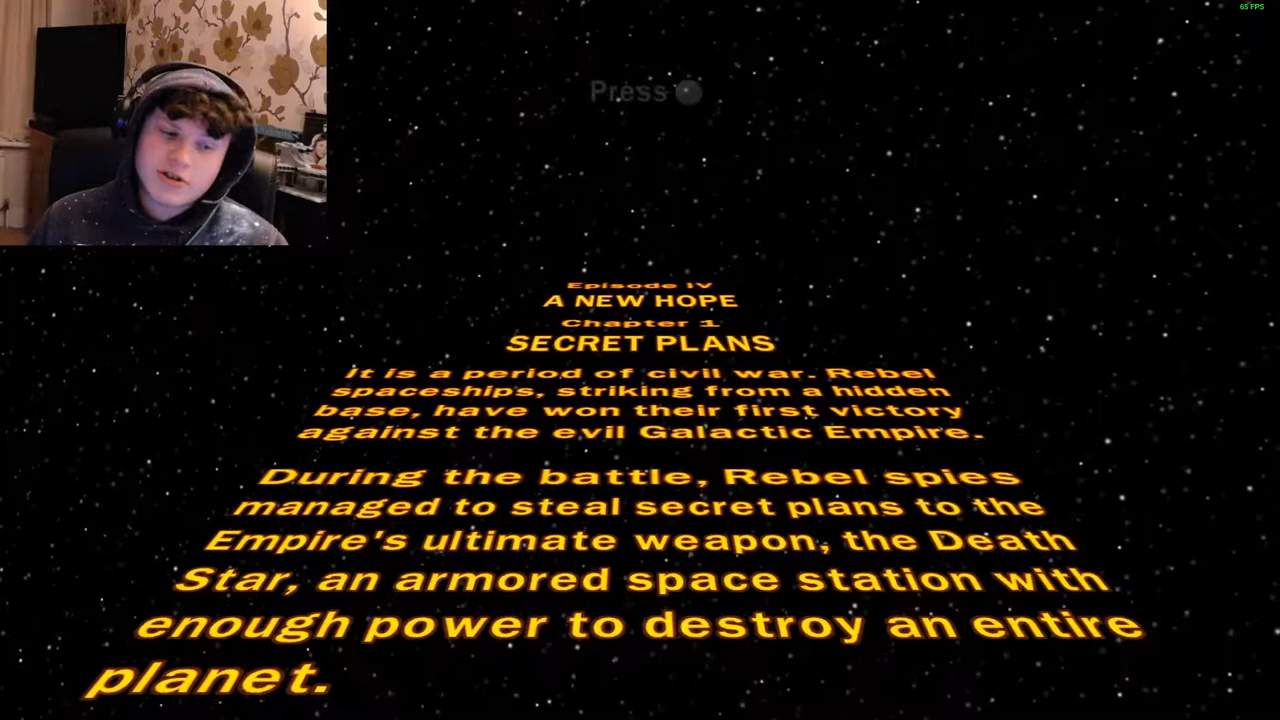 65 FPS
Press
Episode IV
A NEW HOPE
Chapter 1
SECRET PLANS
It is a period of civil war. Rebel
spaceships, striking from a hidden
base, have won their first victory
against the evil Galactic Empire.
During the battle, Rebel spies
managed to steal secret plans to the
Empire's ultimate weapon, the Death
Star, an armored space station with
enough power to destroy an entire
planet.